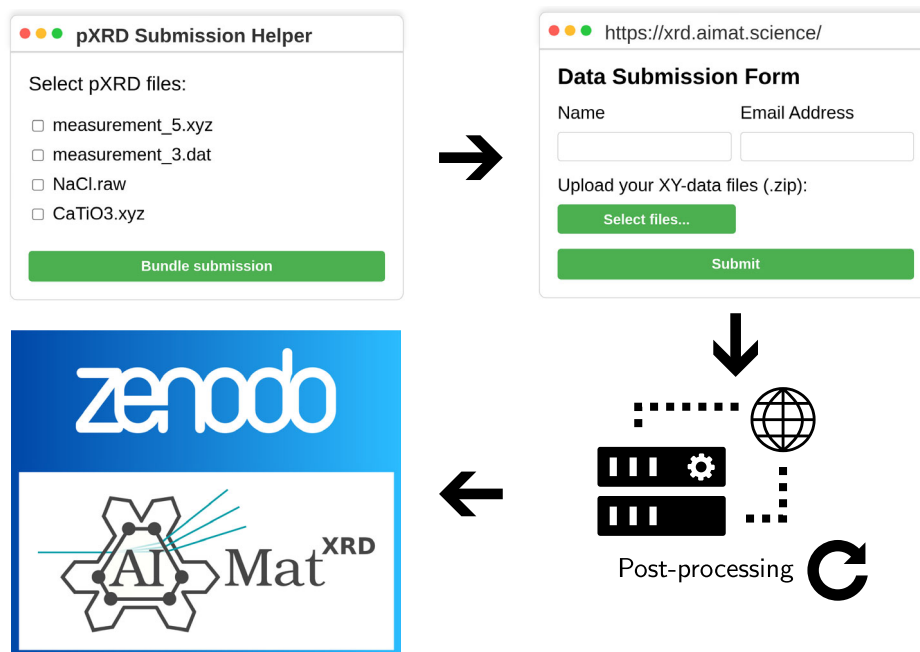 pXRD Submission Helper
Select pXRD files:
measurement_5.xyz
measurement_3.dat
NaCl.raw
CaTiO3.xyz
Bundle submission
https://xrd.aimat.science/
Data Submission Form
Name Email Address
Upload your XY-data files (.zip):
Select files...
Submit
zenodo
AI Mat XRD
Post-processing